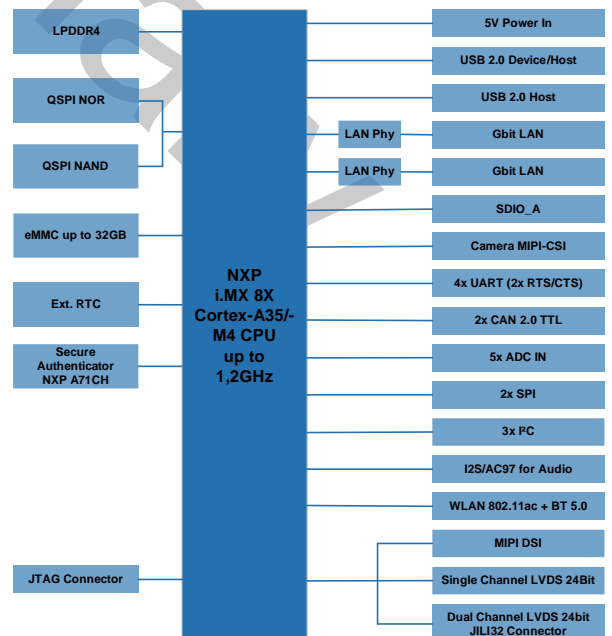 LPDDR4
QSPI NOR
QSPI NAND
eMMC up to 32GB
Ext. RTC
Secure
Authenticator
NXP A71CH
JTAG Connector
NXP
i.MX 8X
Cortex-A35/-
M4 CPU
up to
1,2GHz
LAN Phy
LAN Phy
5V Power In
USB 2.0 Device/Host
USB 2.0 Host
Gbit LAN
Gbit LAN
SDIO_A
Camera MIPI-CSI
4x UART (2x RTS/CTS)
2x CAN 2.0 TTL
5x ADC IN
2x SPI
3x I²C
I2S/AC97 for Audio
WLAN 802.11ac + BT 5.0
MIPI DSI
Single Channel LVDS 24Bit
Dual Channel LVDS 24bit
JILI32 Connector